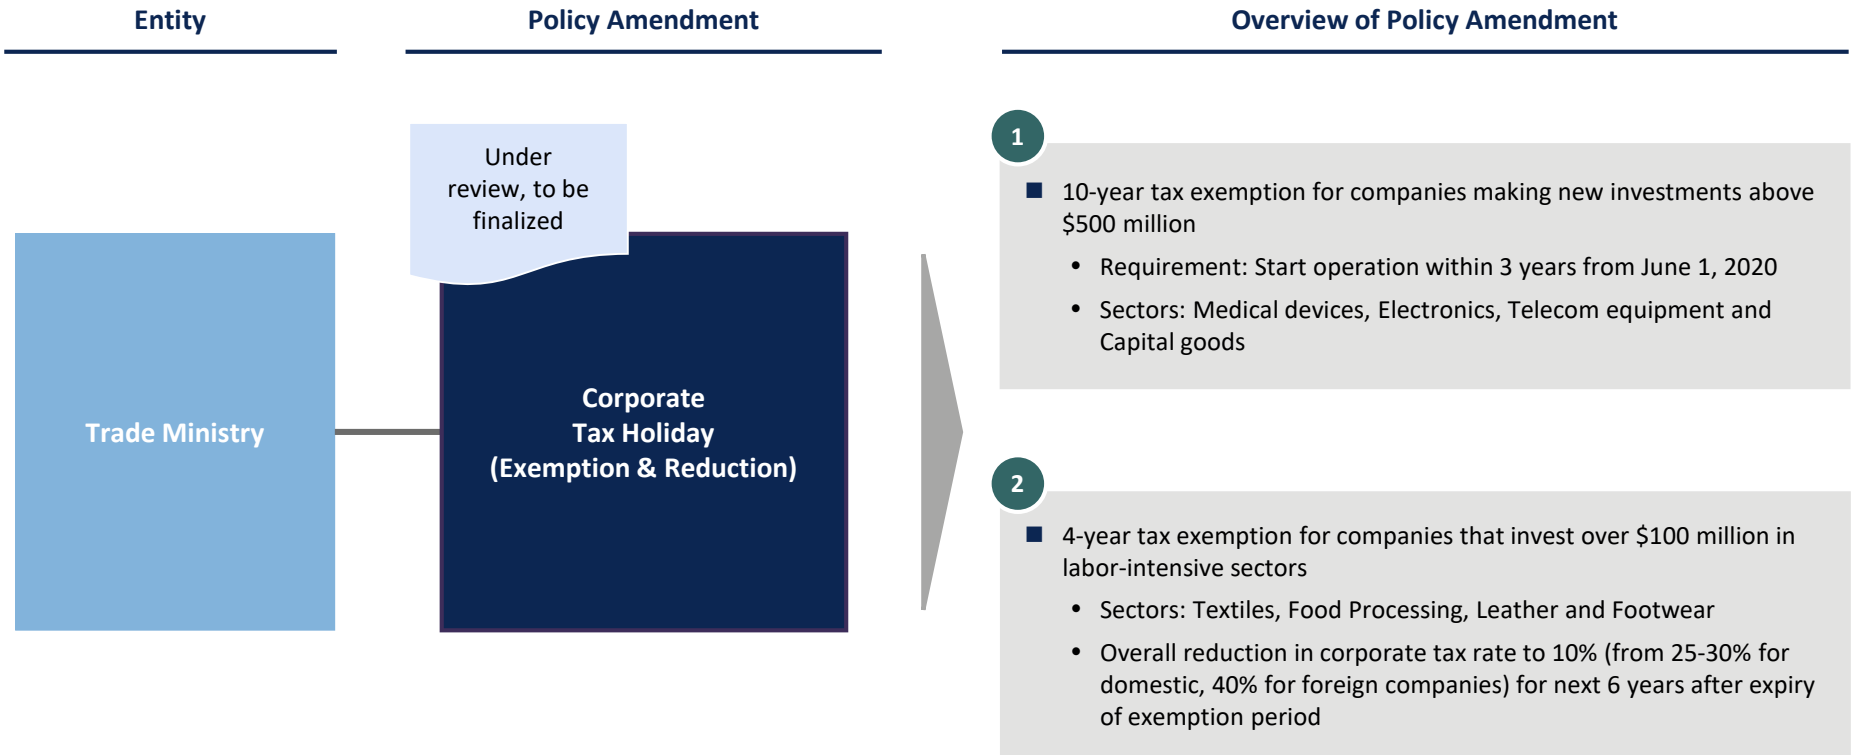 Entity
Policy Amendment
Overview of Policy Amendment
Under
review, to be
finalized
Trade Ministry
Corporate
Tax Holiday
(Exemption & Reduction)
1
■ 10-year tax exemption for companies making new investments above
$500 million
• Requirement: Start operation within 3 years from June 1, 2020
• Sectors: Medical devices, Electronics, Telecom equipment and
Capital goods
2
■ 4-year tax exemption for companies that invest over $100 million in
labor-intensive sectors
• Sectors: Textiles, Food Processing, Leather and Footwear
• Overall reduction in corporate tax rate to 10% (from 25-30% for
domestic, 40% for foreign companies) for next 6 years after expiry
of exemption period